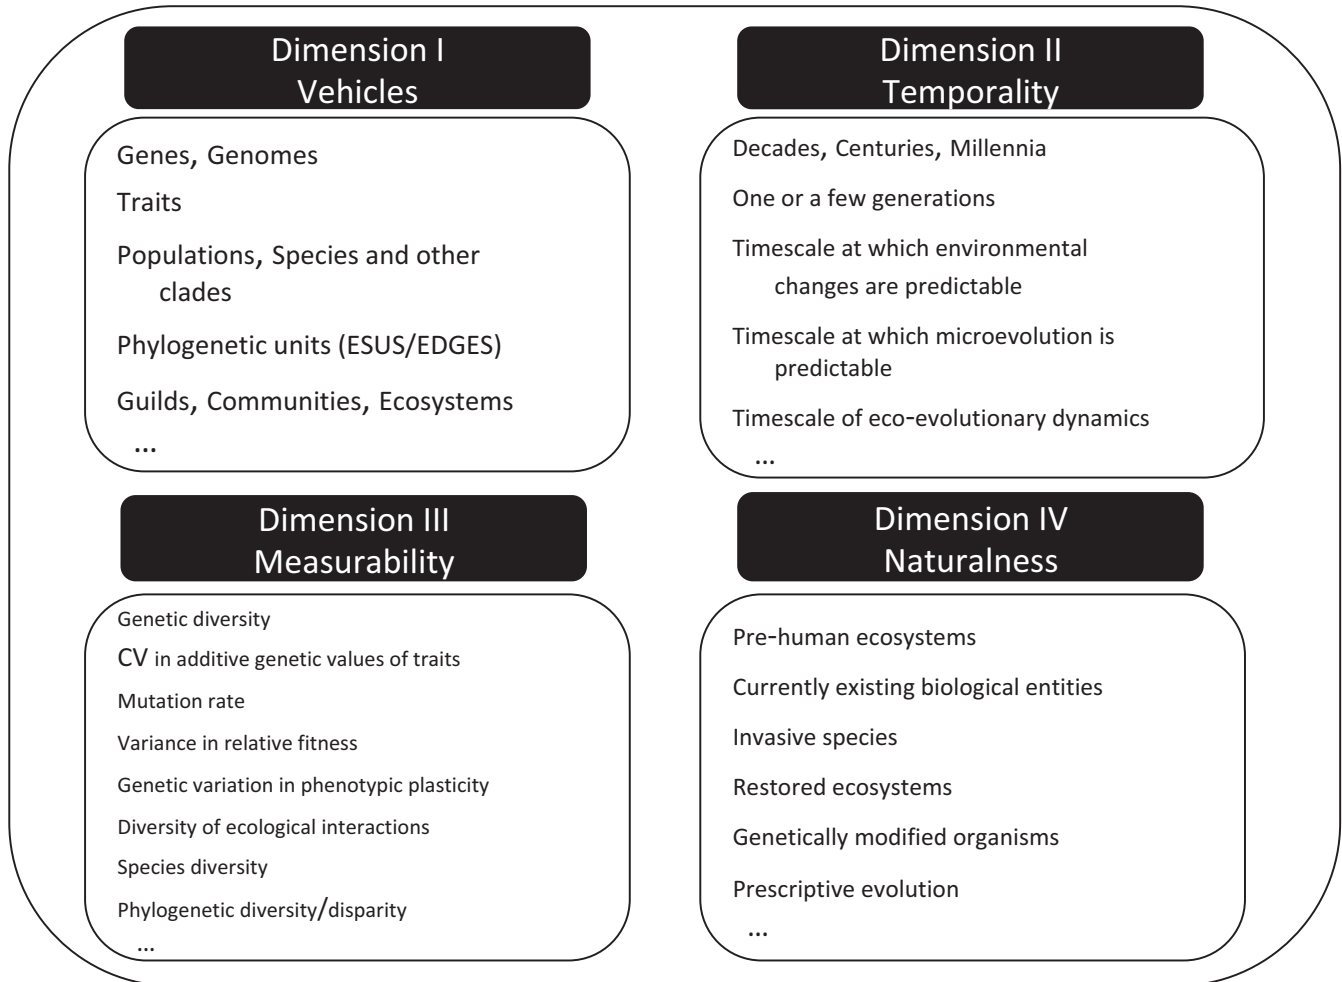 Dimension I
Vehicles
Genes, Genomes
Traits
Populations, Species and other
clades
Phylogenetic units (ESUS/EDGES)
Guilds, Communities, Ecosystems
...
Dimension II
Temporality
Decades, Centuries, Millennia
One or a few generations
Timescale at which environmental
changes are predictable
Timescale at which microevolution is
predictable
Timescale of eco-evolutionary dynamics
...
Dimension III
Measurability
Genetic diversity
CV in additive genetic values of traits
Mutation rate
Variance in relative fitness
Genetic variation in phenotypic plasticity
Diversity of ecological interactions
Species diversity
Phylogenetic diversity/disparity
...
Dimension IV
Naturalness
Pre-human ecosystems
Currently existing biological entities
Invasive species
Restored ecosystems
Genetically modified organisms
Prescriptive evolution
...